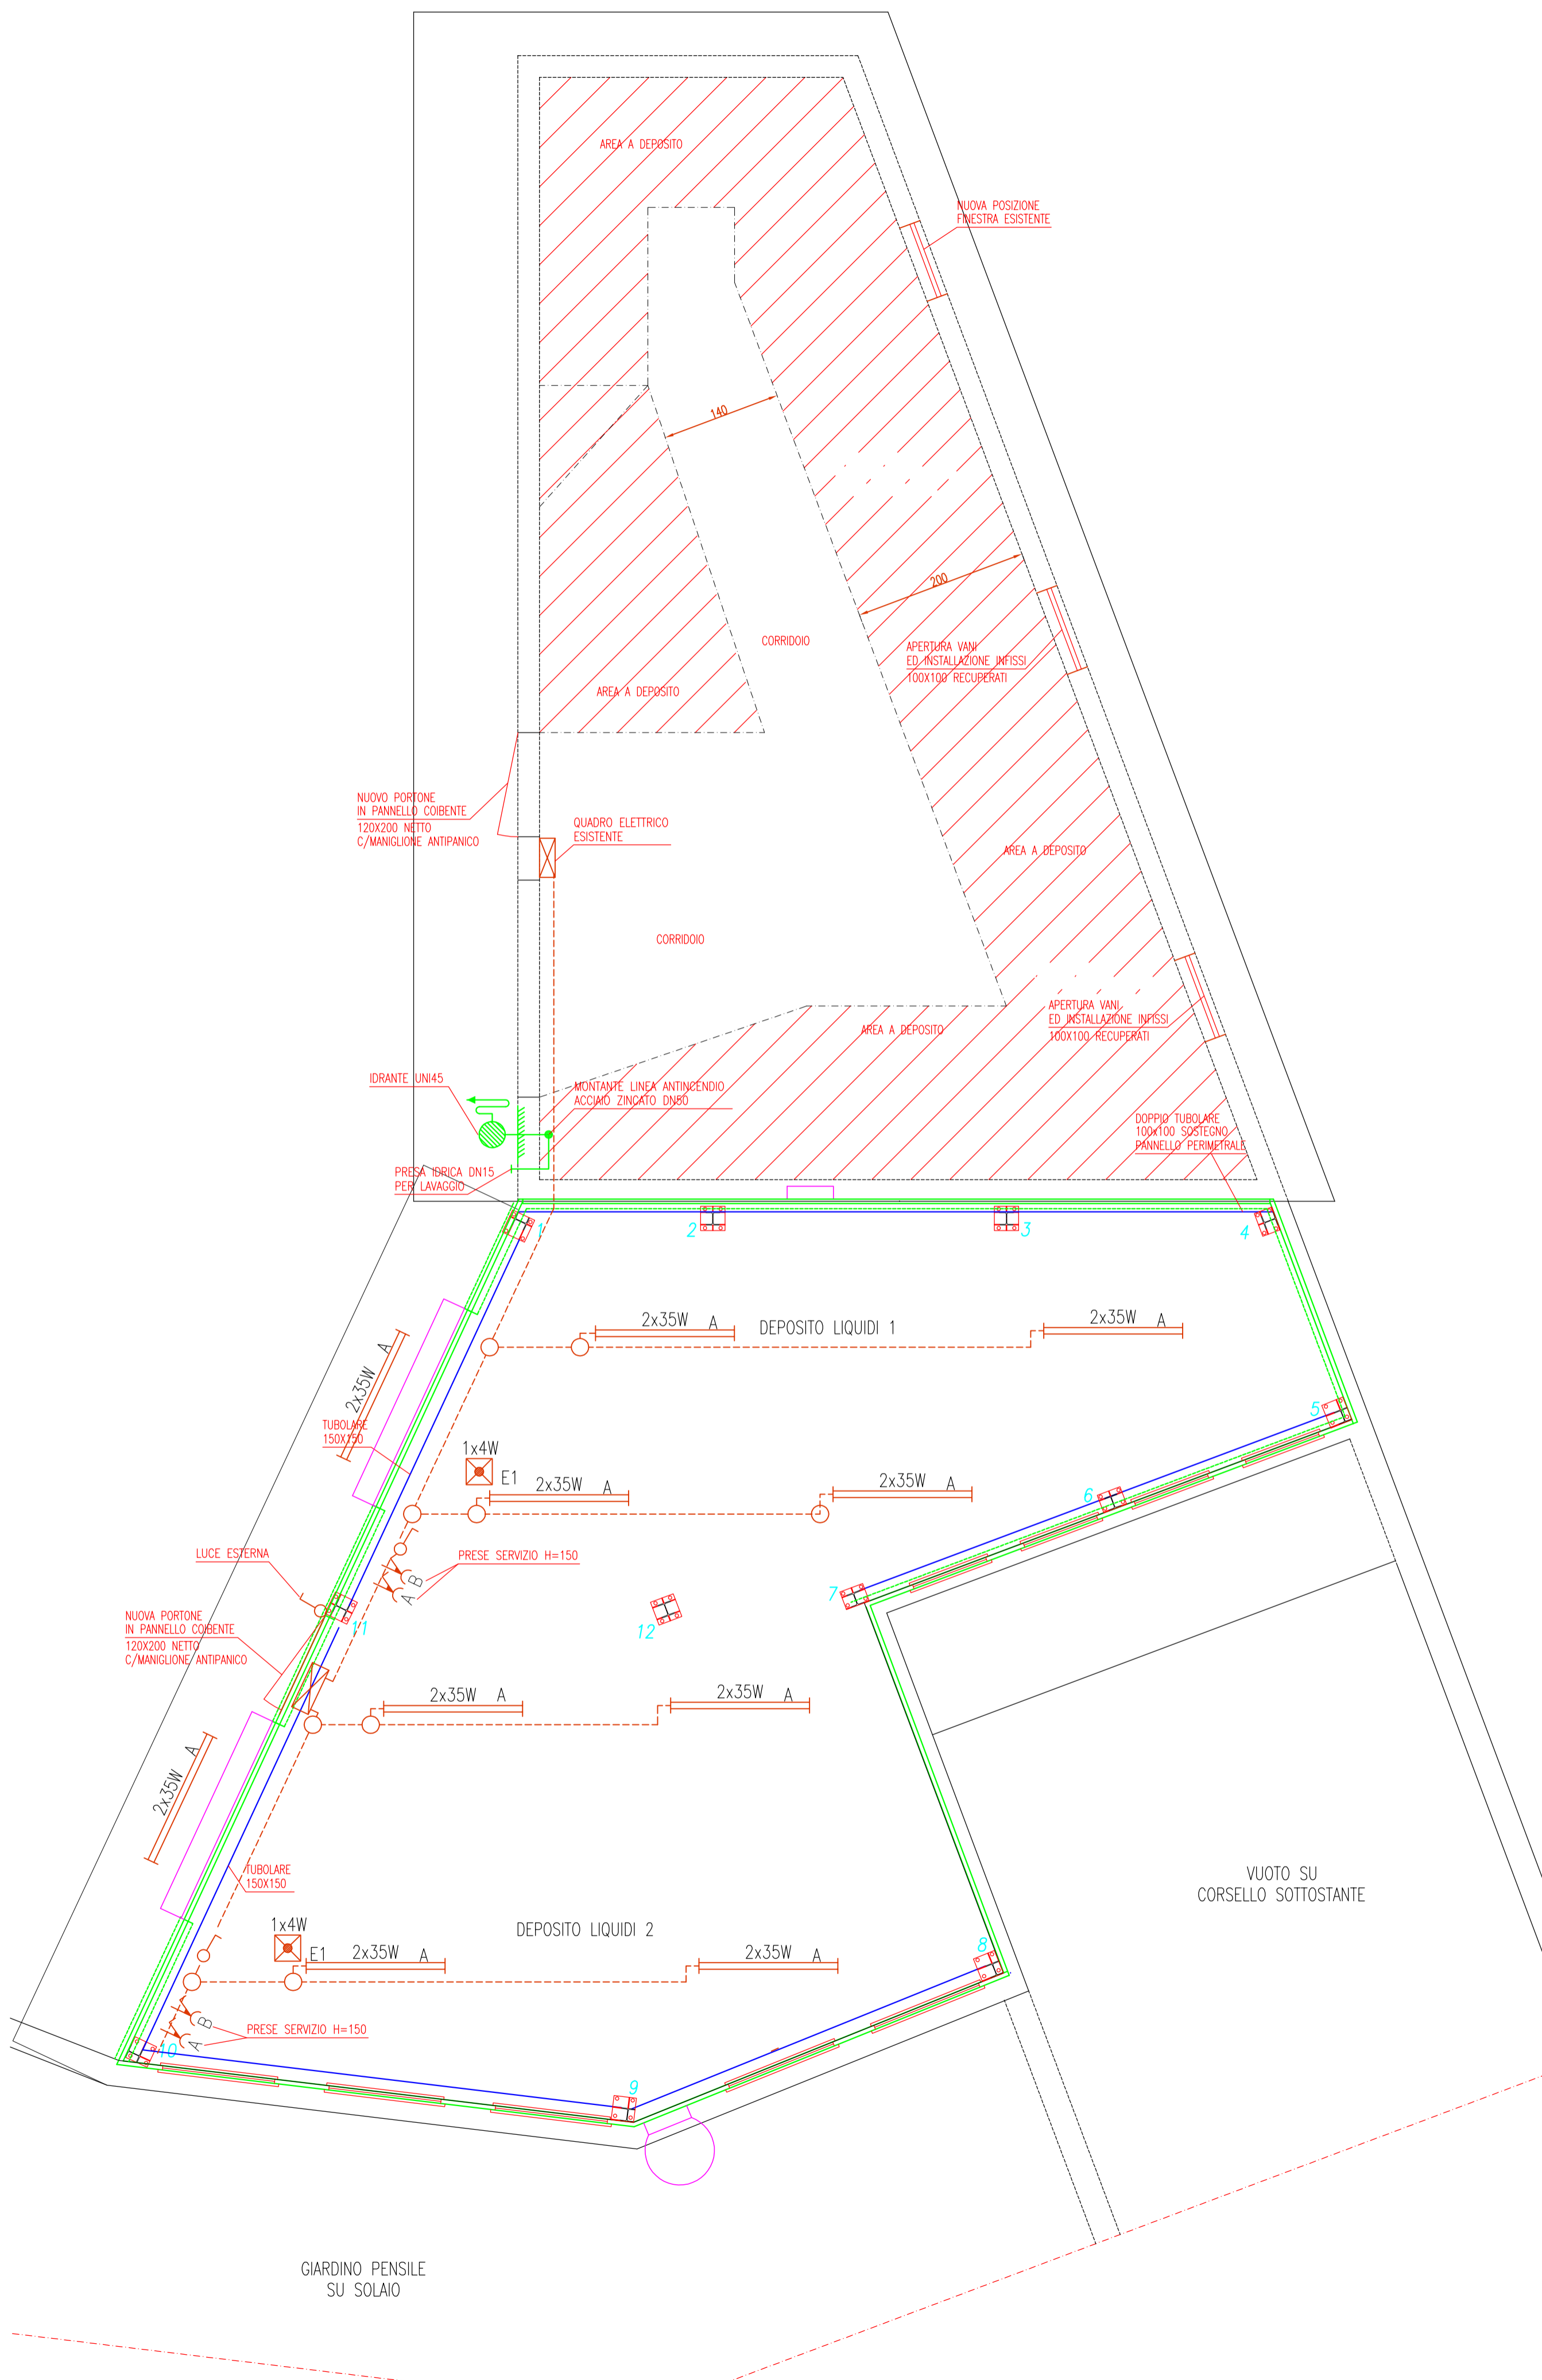 AREA A DEPOSITO
NUOVA POSIZIONE
FINESTRA ESISTENTE
140
200
CORRIDOIO
APERTURA VANI
ED INSTALLAZIONE INFISSI
100X100 RECUPERATI
AREA A DEPOSITO
NUOVO PORTONE
IN PANNELLO COIBENTE
120X200 NETTO
C/MANIGLIONE ANTIPANICO
QUADRO ELETTRICO
ESISTENTE
AREA A DEPOSITO
CORRIDOIO
APERTURA VANI
ED INSTALLAZIONE INFISSI
100X100 RECUPERATI
AREA A DEPOSITO
IDRANTE UNI45
MONTANTE LINEA ANTINCENDIO
ACCIAIO ZINCATO DN50
DOPPIO TUBOLARE
100x100 SOSTEGNO
PANNELLO PERIMETRALE
PRESA IDRICA DN15
PER LAVAGGIO
1
2
3
4
2x35W A
DEPOSITO LIQUIDI 1
2x35W A
2x35W A
5
TUBOLARE
150X150
1x4W
E1
2x35W A
2x35W A
6
LUCE ESTERNA
PRESE SERVIZIO H=150
A B
7
12
11
NUOVA PORTONE
IN PANNELLO COIBENTE
120X200 NETTO
C/MANIGLIONE ANTIPANICO
2x35W A
2x35W A
2x35W A
TUBOLARE
150X150
VUOTO SU
CORSELLO SOTTOSTANTE
1x4W
E1
DEPOSITO LIQUIDI 2
2x35W A
2x35W A
8
A B
PRESE SERVIZIO H=150
10
9
GIARDINO PENSILE
SU SOLAIO